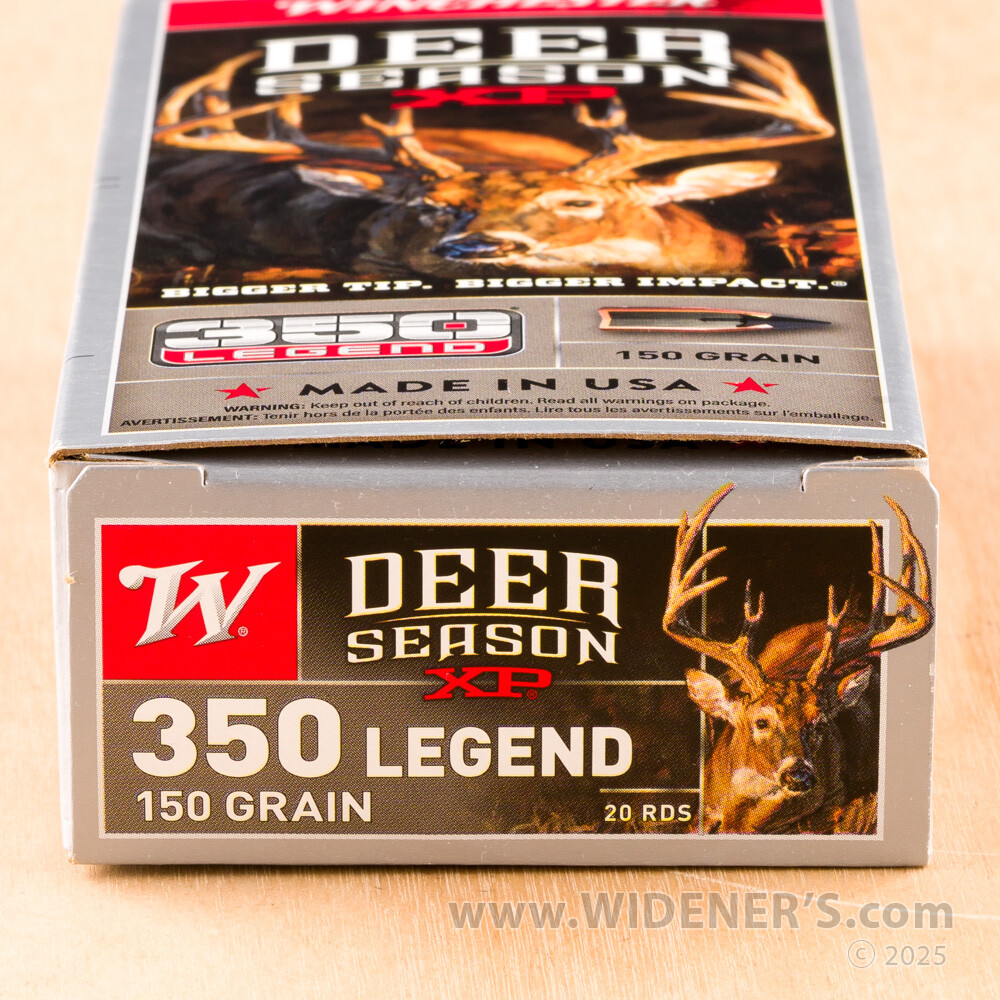 WINCHESTER
DEER
SEASON
XP
BIGGER TIP. BIGGER IMPACT.®
350
LEGEND
150 GRAIN
MADE IN USA
WARNING: Keep out of reach of children. Read all warnings on package.
AVERTISSEMENT: Tenir hors de la portée des enfants. Lire tous les avertissements sur l'emballage.
W®
DEER
SEASON
XP®
350 LEGEND
150 GRAIN
20 RDS
www.WIDENER'S.com
© 2025